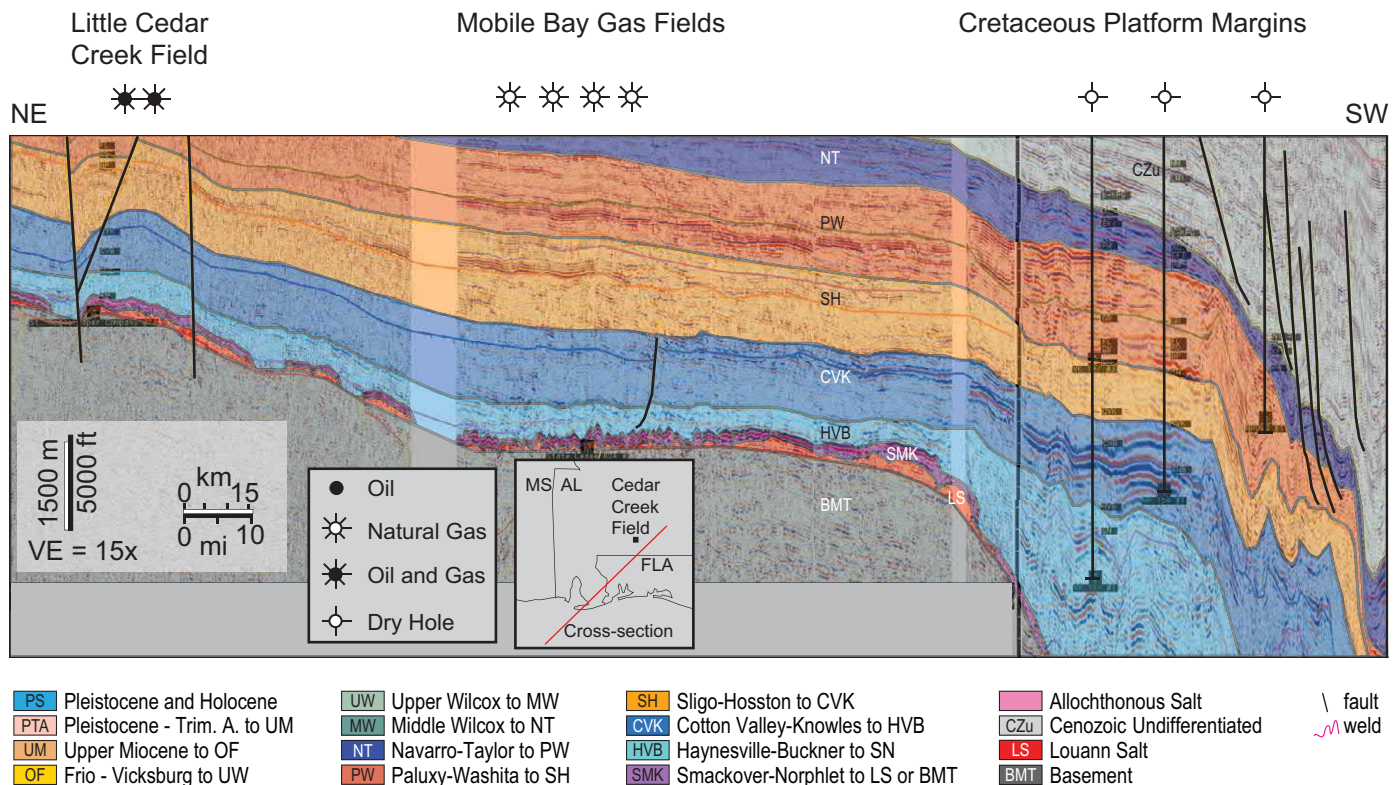 Little Cedar
Creek Field
Mobile Bay Gas Fields
Cretaceous Platform Margins
NE
SW
NT
CZu
PW
SH
CVK
HVB
SMK
LS
BMT
1500 m
5000 ft
0 km 15
0 mi 10
VE = 15x
Oil
Natural Gas
Oil and Gas
Dry Hole
MS AL
Cedar
Creek
Field
FLA
Cross-section
PS Pleistocene and Holocene
PTA Pleistocene - Trim. A. to UM
UM Upper Miocene to OF
OF Frio - Vicksburg to UW
UW Upper Wilcox to MW
MW Middle Wilcox to NT
NT Navarro-Taylor to PW
PW Paluxy-Washita to SH
SH Sligo-Hosston to CVK
CVK Cotton Valley-Knowles to HVB
HVB Haynesville-Buckner to SN
SMK Smackover-Norphlet to LS or BMT
Allochthonous Salt
CZu Cenozoic Undifferentiated
LS Louann Salt
BMT Basement
fault
weld